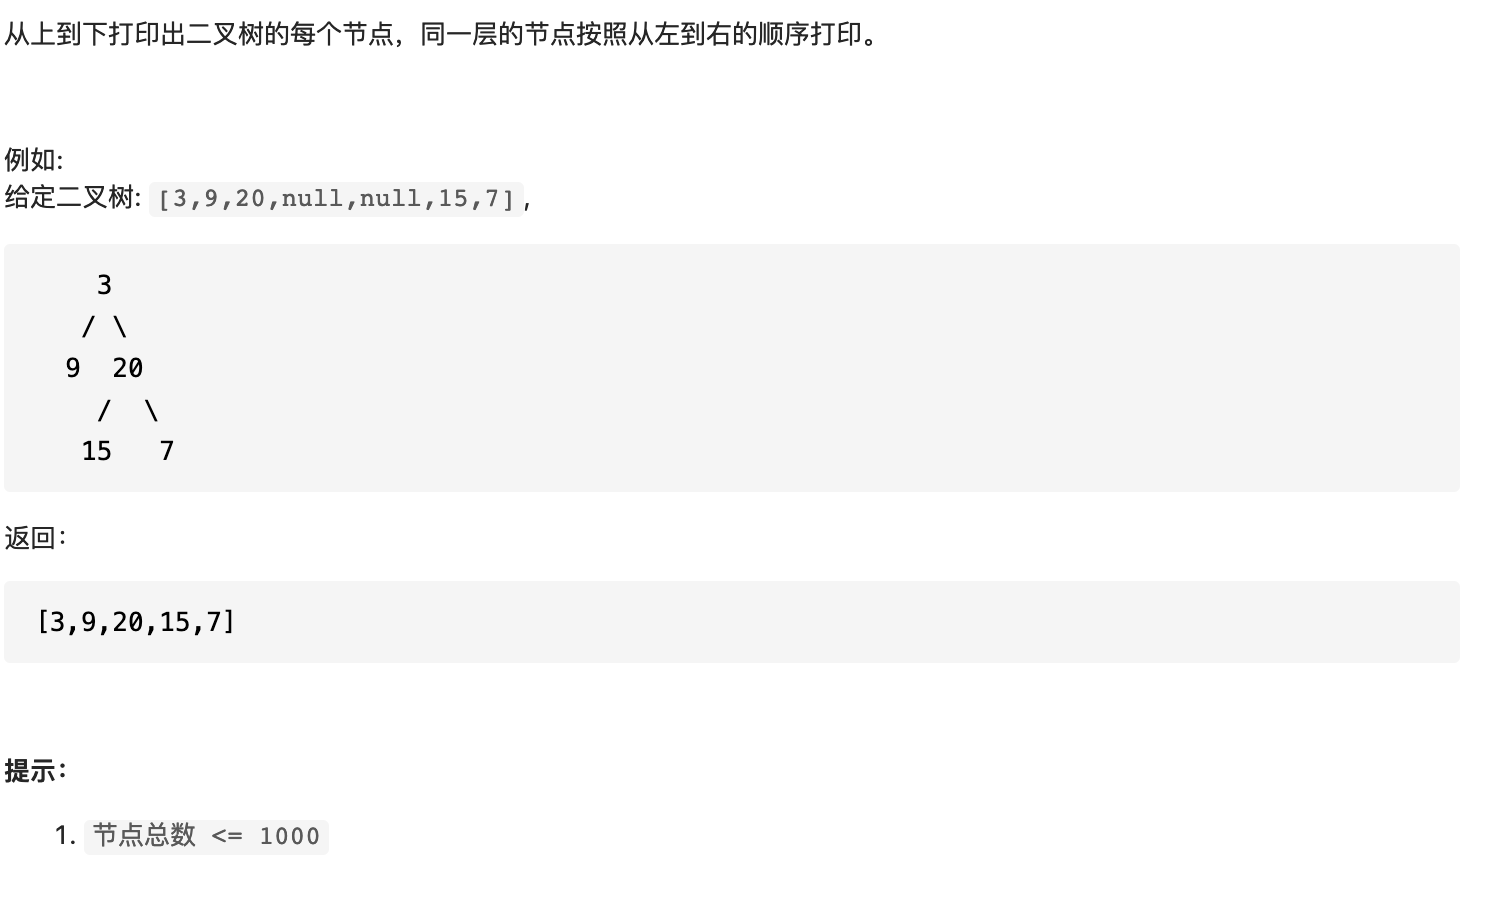 从上到下打印出二叉树的每个节点，同一层的节点按照从左到右的顺序打印。
例如:
给定二叉树: [3,9,20,null,null,15,7],
3
/ \
9  20
/  \
15   7
返回：
[3,9,20,15,7]
提示：
1. 节点总数 <= 1000